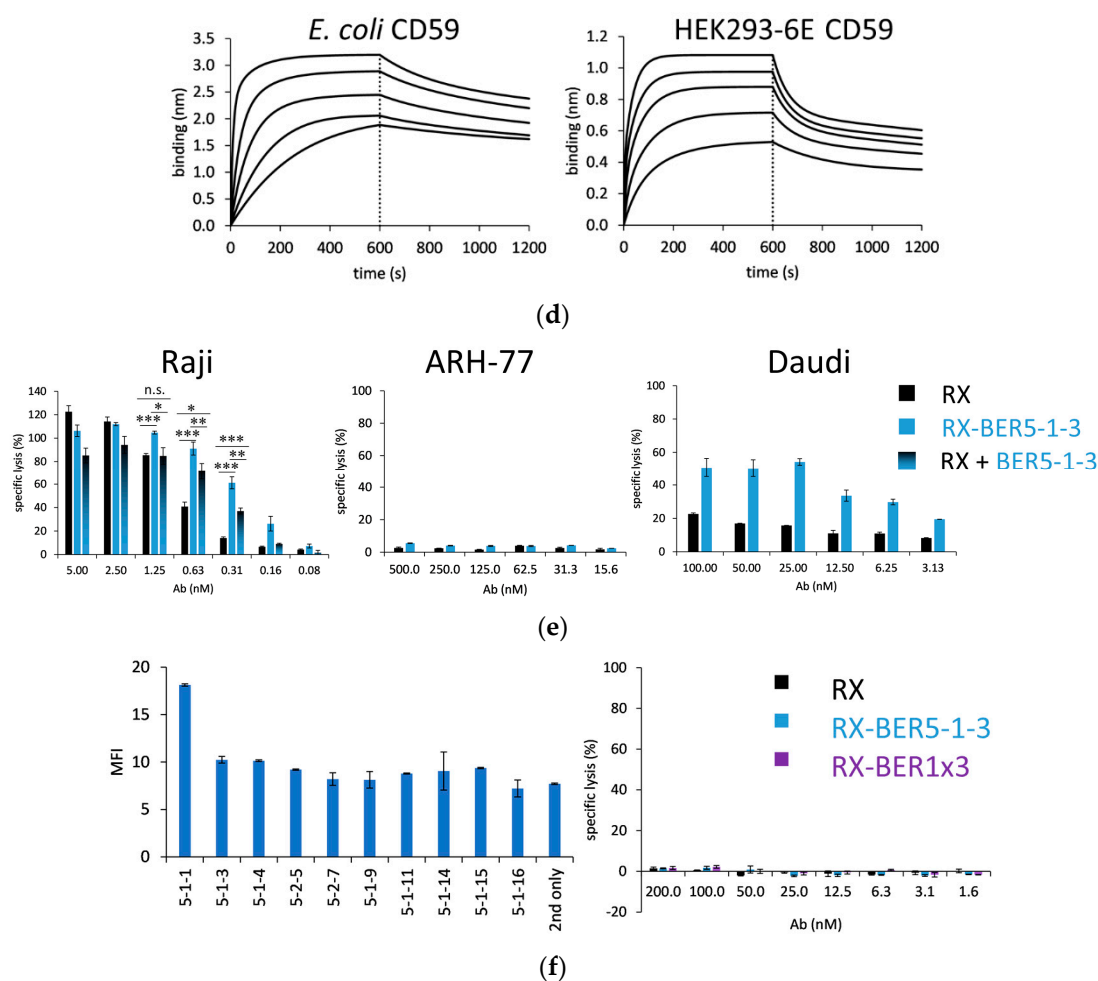 E. coli CD59
HEK293-6E CD59
binding (nm)
3.5
3.0
2.5
2.0
1.5
1.0
0.5
0.0
0 200 400 600 800 1000 1200
time (s)
binding (nm)
1.2
1.0
0.8
0.6
0.4
0.2
0.0
0 200 400 600 800 1000 1200
time (s)
(d)
Raji
ARH-77
Daudi
specific lysis (%)
140
120
100
80
60
40
20
0
n.s.
*
***
*
**
***
***
**
***
5.00 2.50 1.25 0.63 0.31 0.16 0.08
Ab (nM)
specific lysis (%)
100
80
60
40
20
0
500.0 250.0 125.0 62.5 31.3 15.6
Ab (nM)
specific lysis (%)
100
80
60
40
20
0
100.00 50.00 25.00 12.50 6.25 3.13
Ab (nM)
RX
RX-BER5-1-3
RX + BER5-1-3
(e)
MFI
20
15
10
5
0
5-1-1
5-1-3
5-1-4
5-2-5
5-2-7
5-1-9
5-1-11
5-1-14
5-1-15
5-1-16
2nd only
specific lysis (%)
100
80
60
40
20
0
-20
200.0 100.0 50.0 25.0 12.5 6.3 3.1 1.6
Ab (nM)
RX
RX-BER5-1-3
RX-BER1x3
(f)